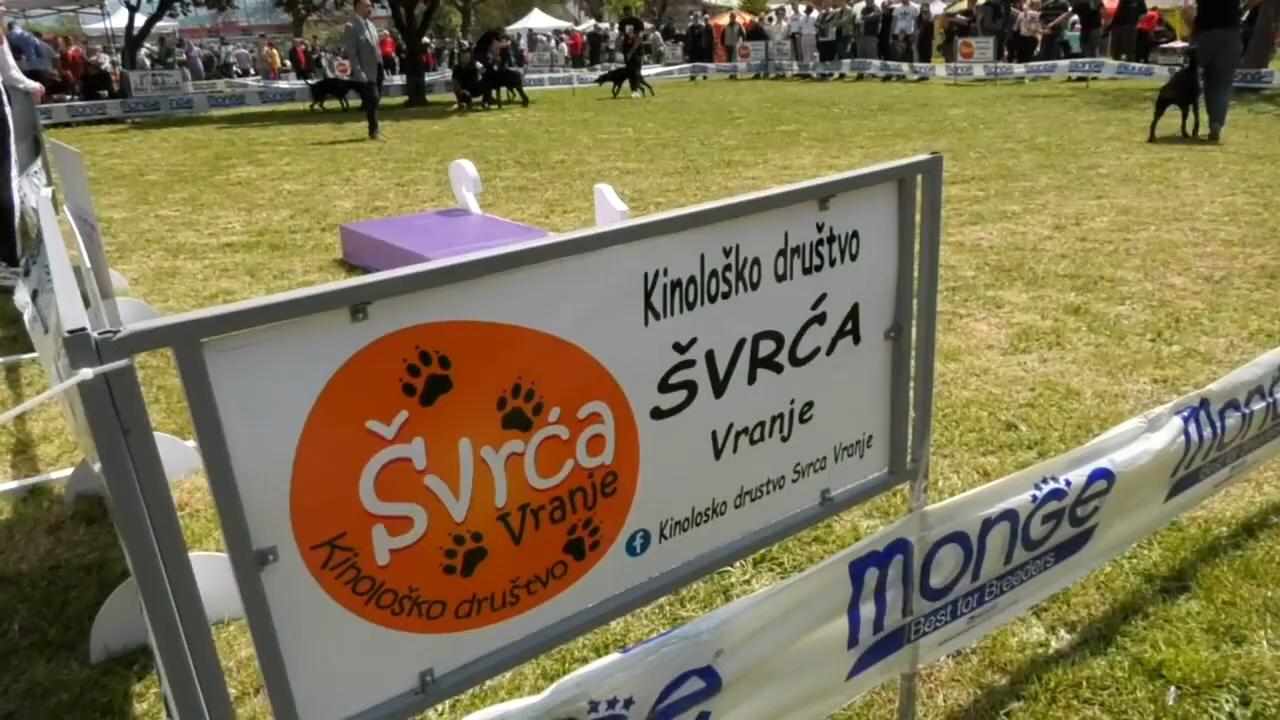 Kinološko društvo
ŠVRĆA
Vranje
Kinolosko drustvo Svrca Vranje
Švrća
Vranje
Kinološko društvo
monge
Best for Breeders
monge